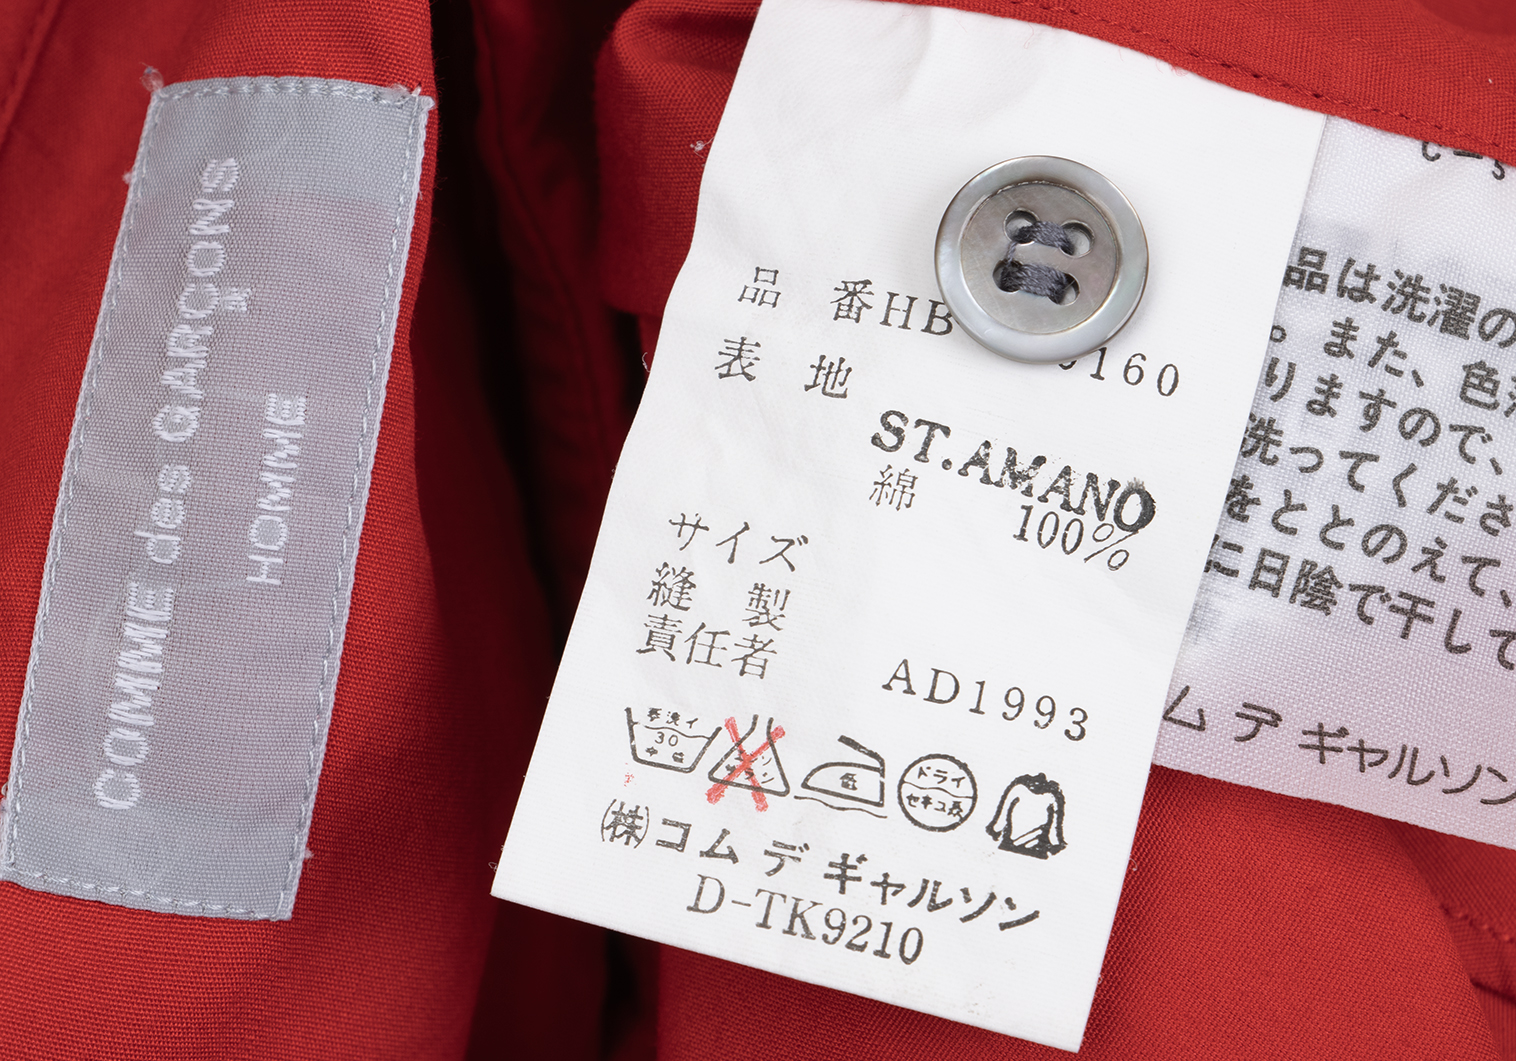 COMME des GARÇONS
HOMME
品 番 HB 160
表 地
ST.AMANO
綿 100%
サイズ
縫 製
責任者
AD1993
手洗イ
30
中性
ドライ
セキユ系
(株)コム デ ギャルソン
D-TK9210
品は洗濯の
。また、色
りますので、
洗ってくださ
をととのえて、
に日陰で干して
ム デ ギャルソン